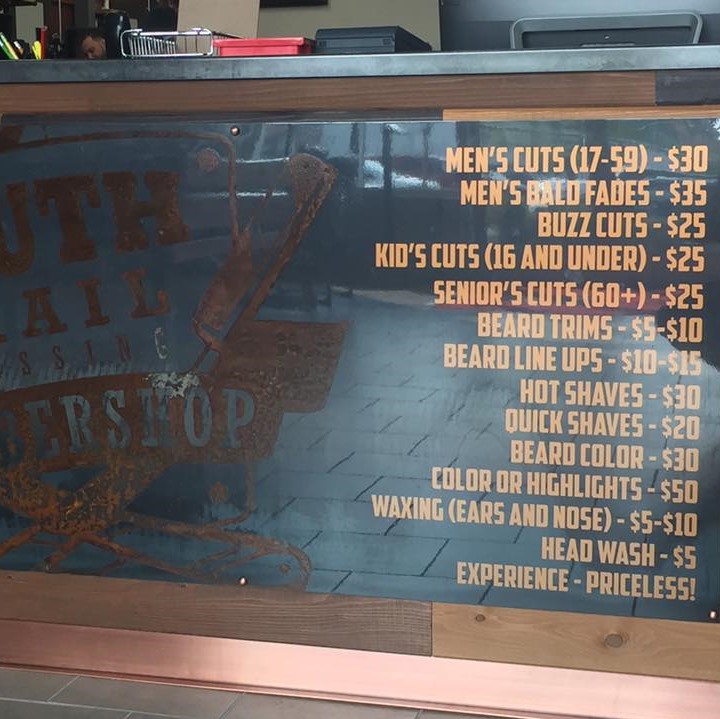 UTH
AIL
SSING
BERSHOP
MEN'S CUTS (17-59) - $30
MEN'S BALD FADES - $35
BUZZ CUTS - $25
KID'S CUTS (16 AND UNDER) - $25
SENIOR'S CUTS (60+) - $25
BEARD TRIMS - $5-$10
BEARD LINE UPS - $10-$15
HOT SHAVES - $30
QUICK SHAVES - $20
BEARD COLOR - $30
COLOR OR HIGHLIGHTS - $50
WAXING (EARS AND NOSE) - $5-$10
HEAD WASH - $5
EXPERIENCE - PRICELESS!